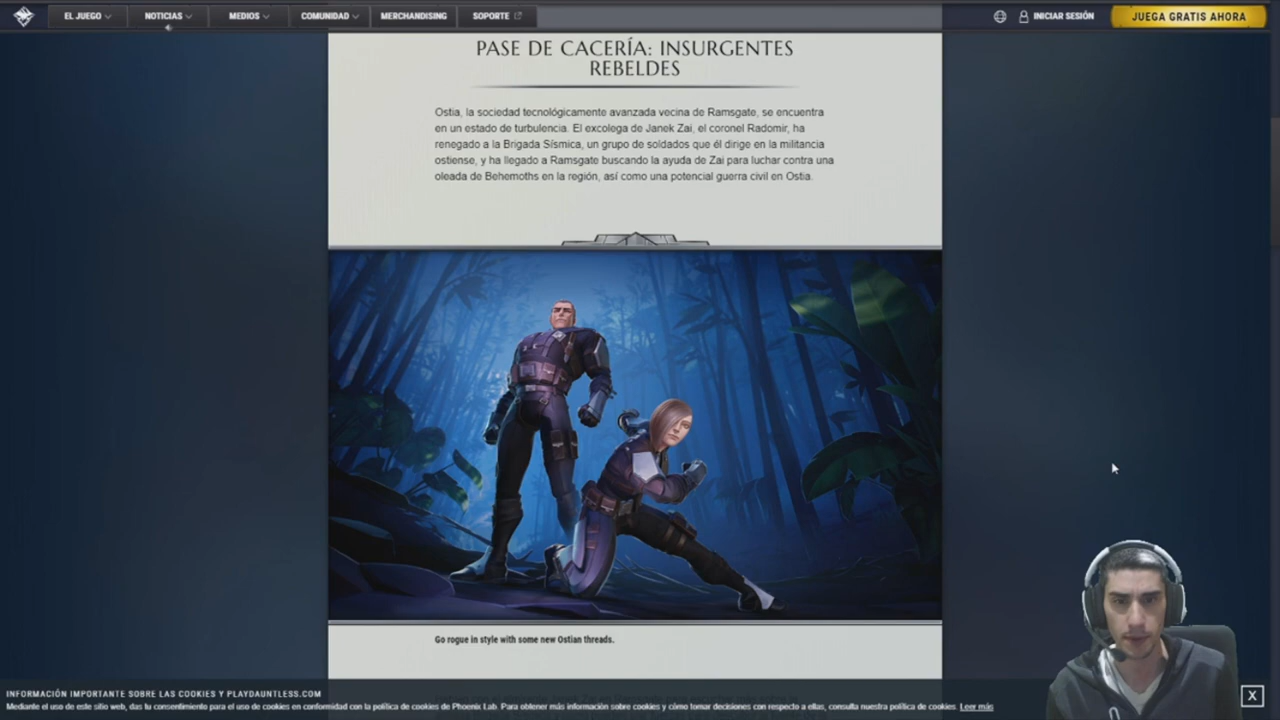 EL JUEGO
NOTICIAS
MEDIOS
COMUNIDAD
MERCHANDISING
SOPORTE
INICIAR SESIÓN
JUEGA GRATIS AHORA
PASE DE CACERÍA: INSURGENTES
REBELDES
Ostia, la sociedad tecnológicamente avanzada vecina de Ramsgate, se encuentra
en un estado de turbulencia. El excolega de Janek Zai, el coronel Radomir, ha
renegado a la Brigada Sísmica, un grupo de soldados que él dirige en la militancia
ostiense, y ha llegado a Ramsgate buscando la ayuda de Zai para luchar contra una
oleada de Behemoths en la región, así como una potencial guerra civil en Ostia.
Go rogue in style with some new Ostian threads.
INFORMACIÓN IMPORTANTE SOBRE LAS COOKIES Y PLAYDAUNTLESS.COM
Mediante el uso de este sitio web, das tu consentimiento para el uso de cookies en conformidad con la política de cookies de Phoenix Lab. Para obtener más información sobre cookies y cómo tomar decisiones con respecto a ellas, consulta nuestra política de cookies. Leer más
X